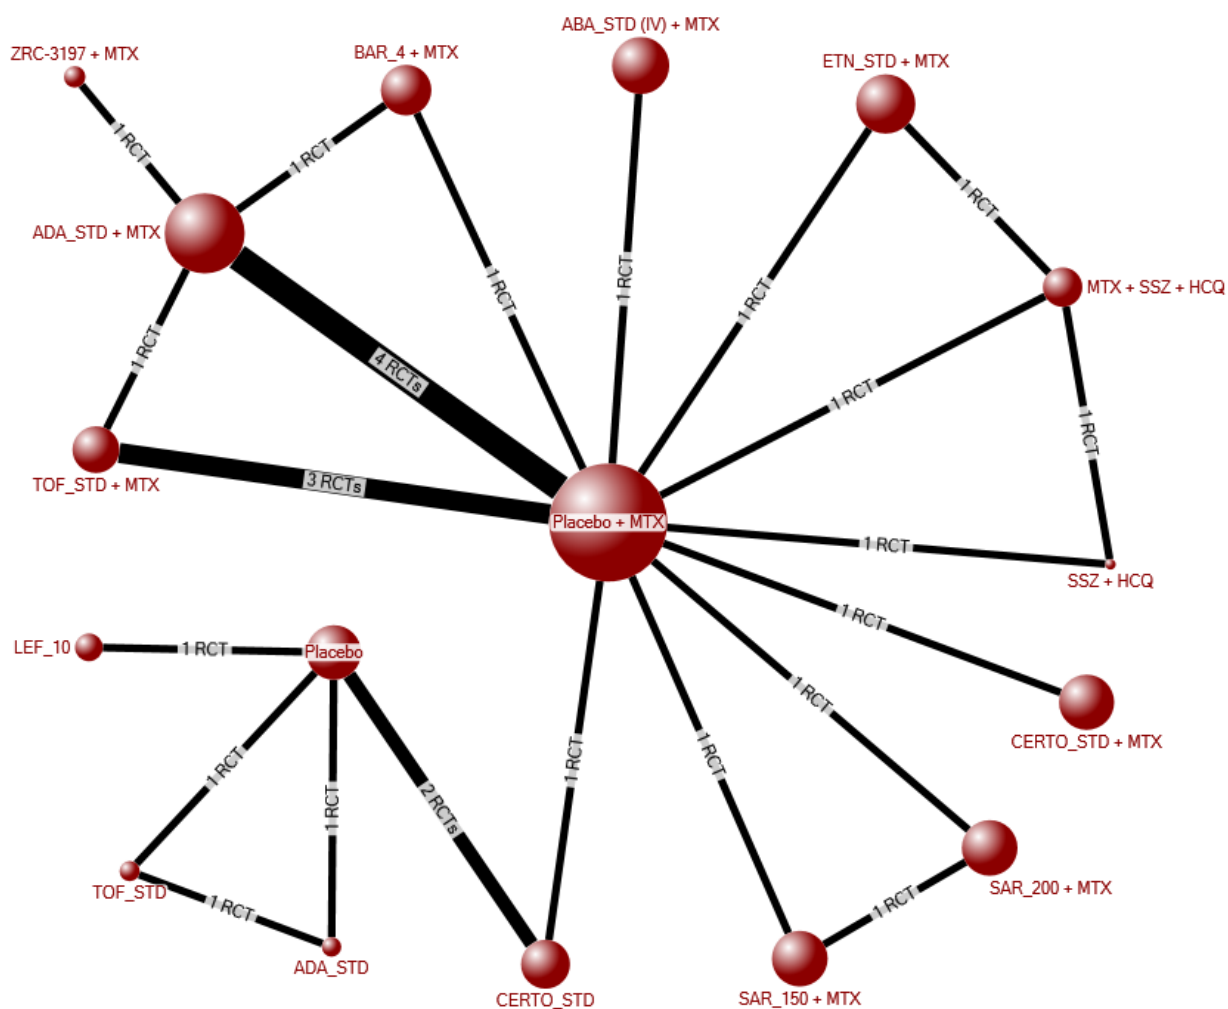 ABA_STD (IV) + MTX
ZRC-3197 + MTX
BAR_4 + MTX
ETN_STD + MTX
1 RCT
1 RCT
1 RCT
ADA_STD + MTX
1 RCT
1 RCT
1 RCT
MTX + SSZ + HCQ
1 RCT
4 RCTs
1 RCT
1 RCT
TOF_STD + MTX
3 RCTs
Placebo + MTX
1 RCT
SSZ + HCQ
1 RCT
LEF_10
1 RCT
Placebo
1 RCT
1 RCT
1 RCT
1 RCT
1 RCT
2 RCTs
CERTO_STD + MTX
TOF_STD
1 RCT
1 RCT
SAR_200 + MTX
ADA_STD
CERTO_STD
SAR_150 + MTX